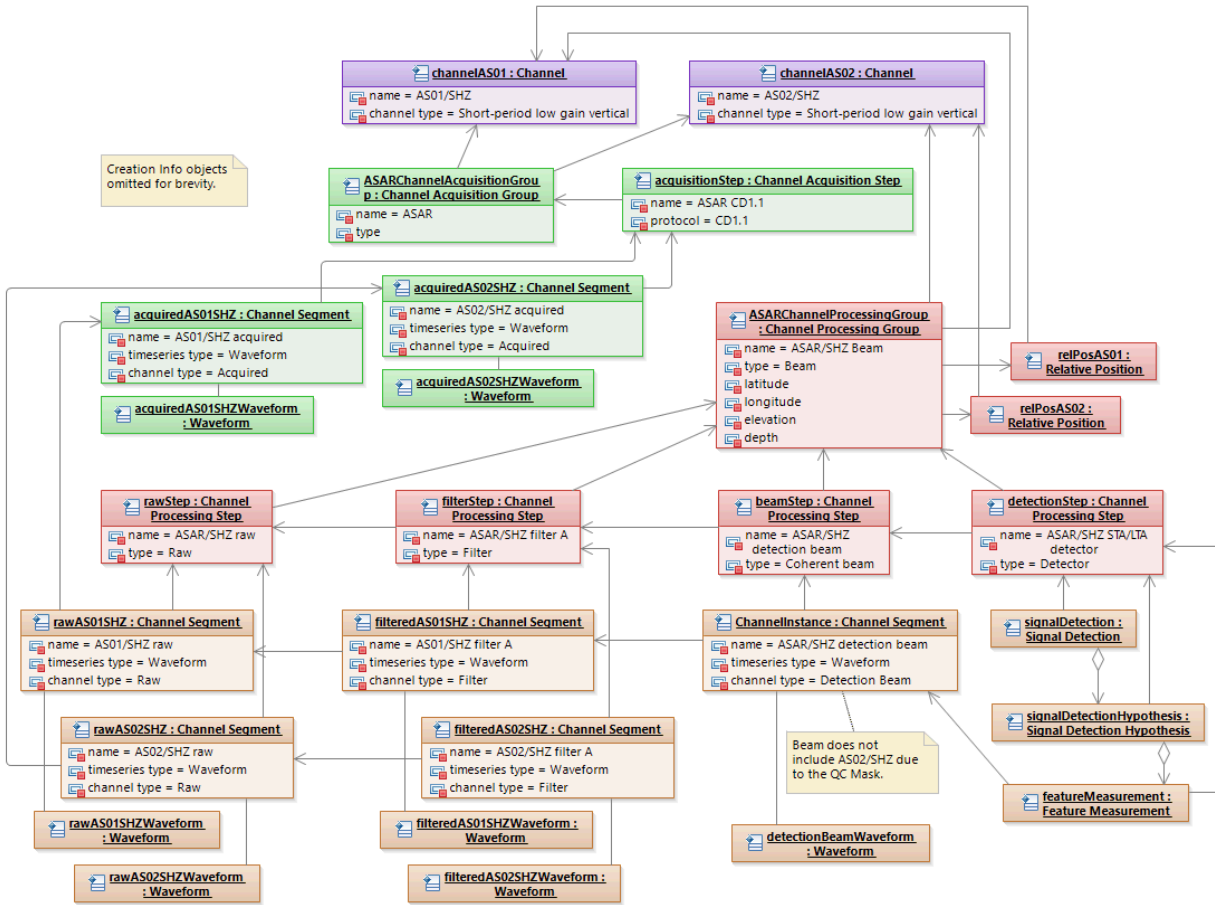 channelAS01 : Channel
name = AS01/SHZ
channel type = Short-period low gain vertical
channelAS02 : Channel
name = AS02/SHZ
channel type = Short-period low gain vertical
Creation Info objects
omitted for brevity.
ASARChannelAcquisitionGrou
p : Channel Acquisition Group
name = ASAR
type
acquisitionStep : Channel Acquisition Step
name = ASAR CD1.1
protocol = CD1.1
acquiredAS01SHZ : Channel Segment
name = AS01/SHZ acquired
timeseries type = Waveform
channel type = Acquired
acquiredAS01SHZWaveform
: Waveform
acquiredAS02SHZ : Channel Segment
name = AS02/SHZ acquired
timeseries type = Waveform
channel type = Acquired
acquiredAS02SHZWaveform
: Waveform
ASARChannelProcessingGroup
: Channel Processing Group
name = ASAR/SHZ Beam
type = Beam
latitude
longitude
elevation
depth
relPosAS01 :
Relative Position
relPosAS02 :
Relative Position
rawStep : Channel
Processing Step
name = ASAR/SHZ raw
type = Raw
filterStep : Channel
Processing Step
name = ASAR/SHZ filter A
type = Filter
beamStep : Channel
Processing Step
name = ASAR/SHZ
detection beam
type = Coherent beam
detectionStep : Channel
Processing Step
name = ASAR/SHZ STA/LTA
detector
type = Detector
rawAS01SHZ : Channel Segment
name = AS01/SHZ raw
timeseries type = Waveform
channel type = Raw
filteredAS01SHZ : Channel Segment
name = AS01/SHZ filter A
timeseries type = Waveform
channel type = Filter
ChannelInstance : Channel Segment
name = ASAR/SHZ detection beam
timeseries type = Waveform
channel type = Detection Beam
signalDetection :
Signal Detection
rawAS02SHZ : Channel Segment
name = AS02/SHZ raw
timeseries type = Waveform
channel type = Raw
filteredAS02SHZ : Channel Segment
name = AS02/SHZ filter A
timeseries type = Waveform
channel type = Filter
Beam does not
include AS02/SHZ due
to the QC Mask.
signalDetectionHypothesis :
Signal Detection Hypothesis
featureMeasurement :
Feature Measurement
rawAS01SHZWaveform
: Waveform
filteredAS01SHZWaveform :
Waveform
detectionBeamWaveform
: Waveform
rawAS02SHZWaveform
: Waveform
filteredAS02SHZWaveform :
Waveform